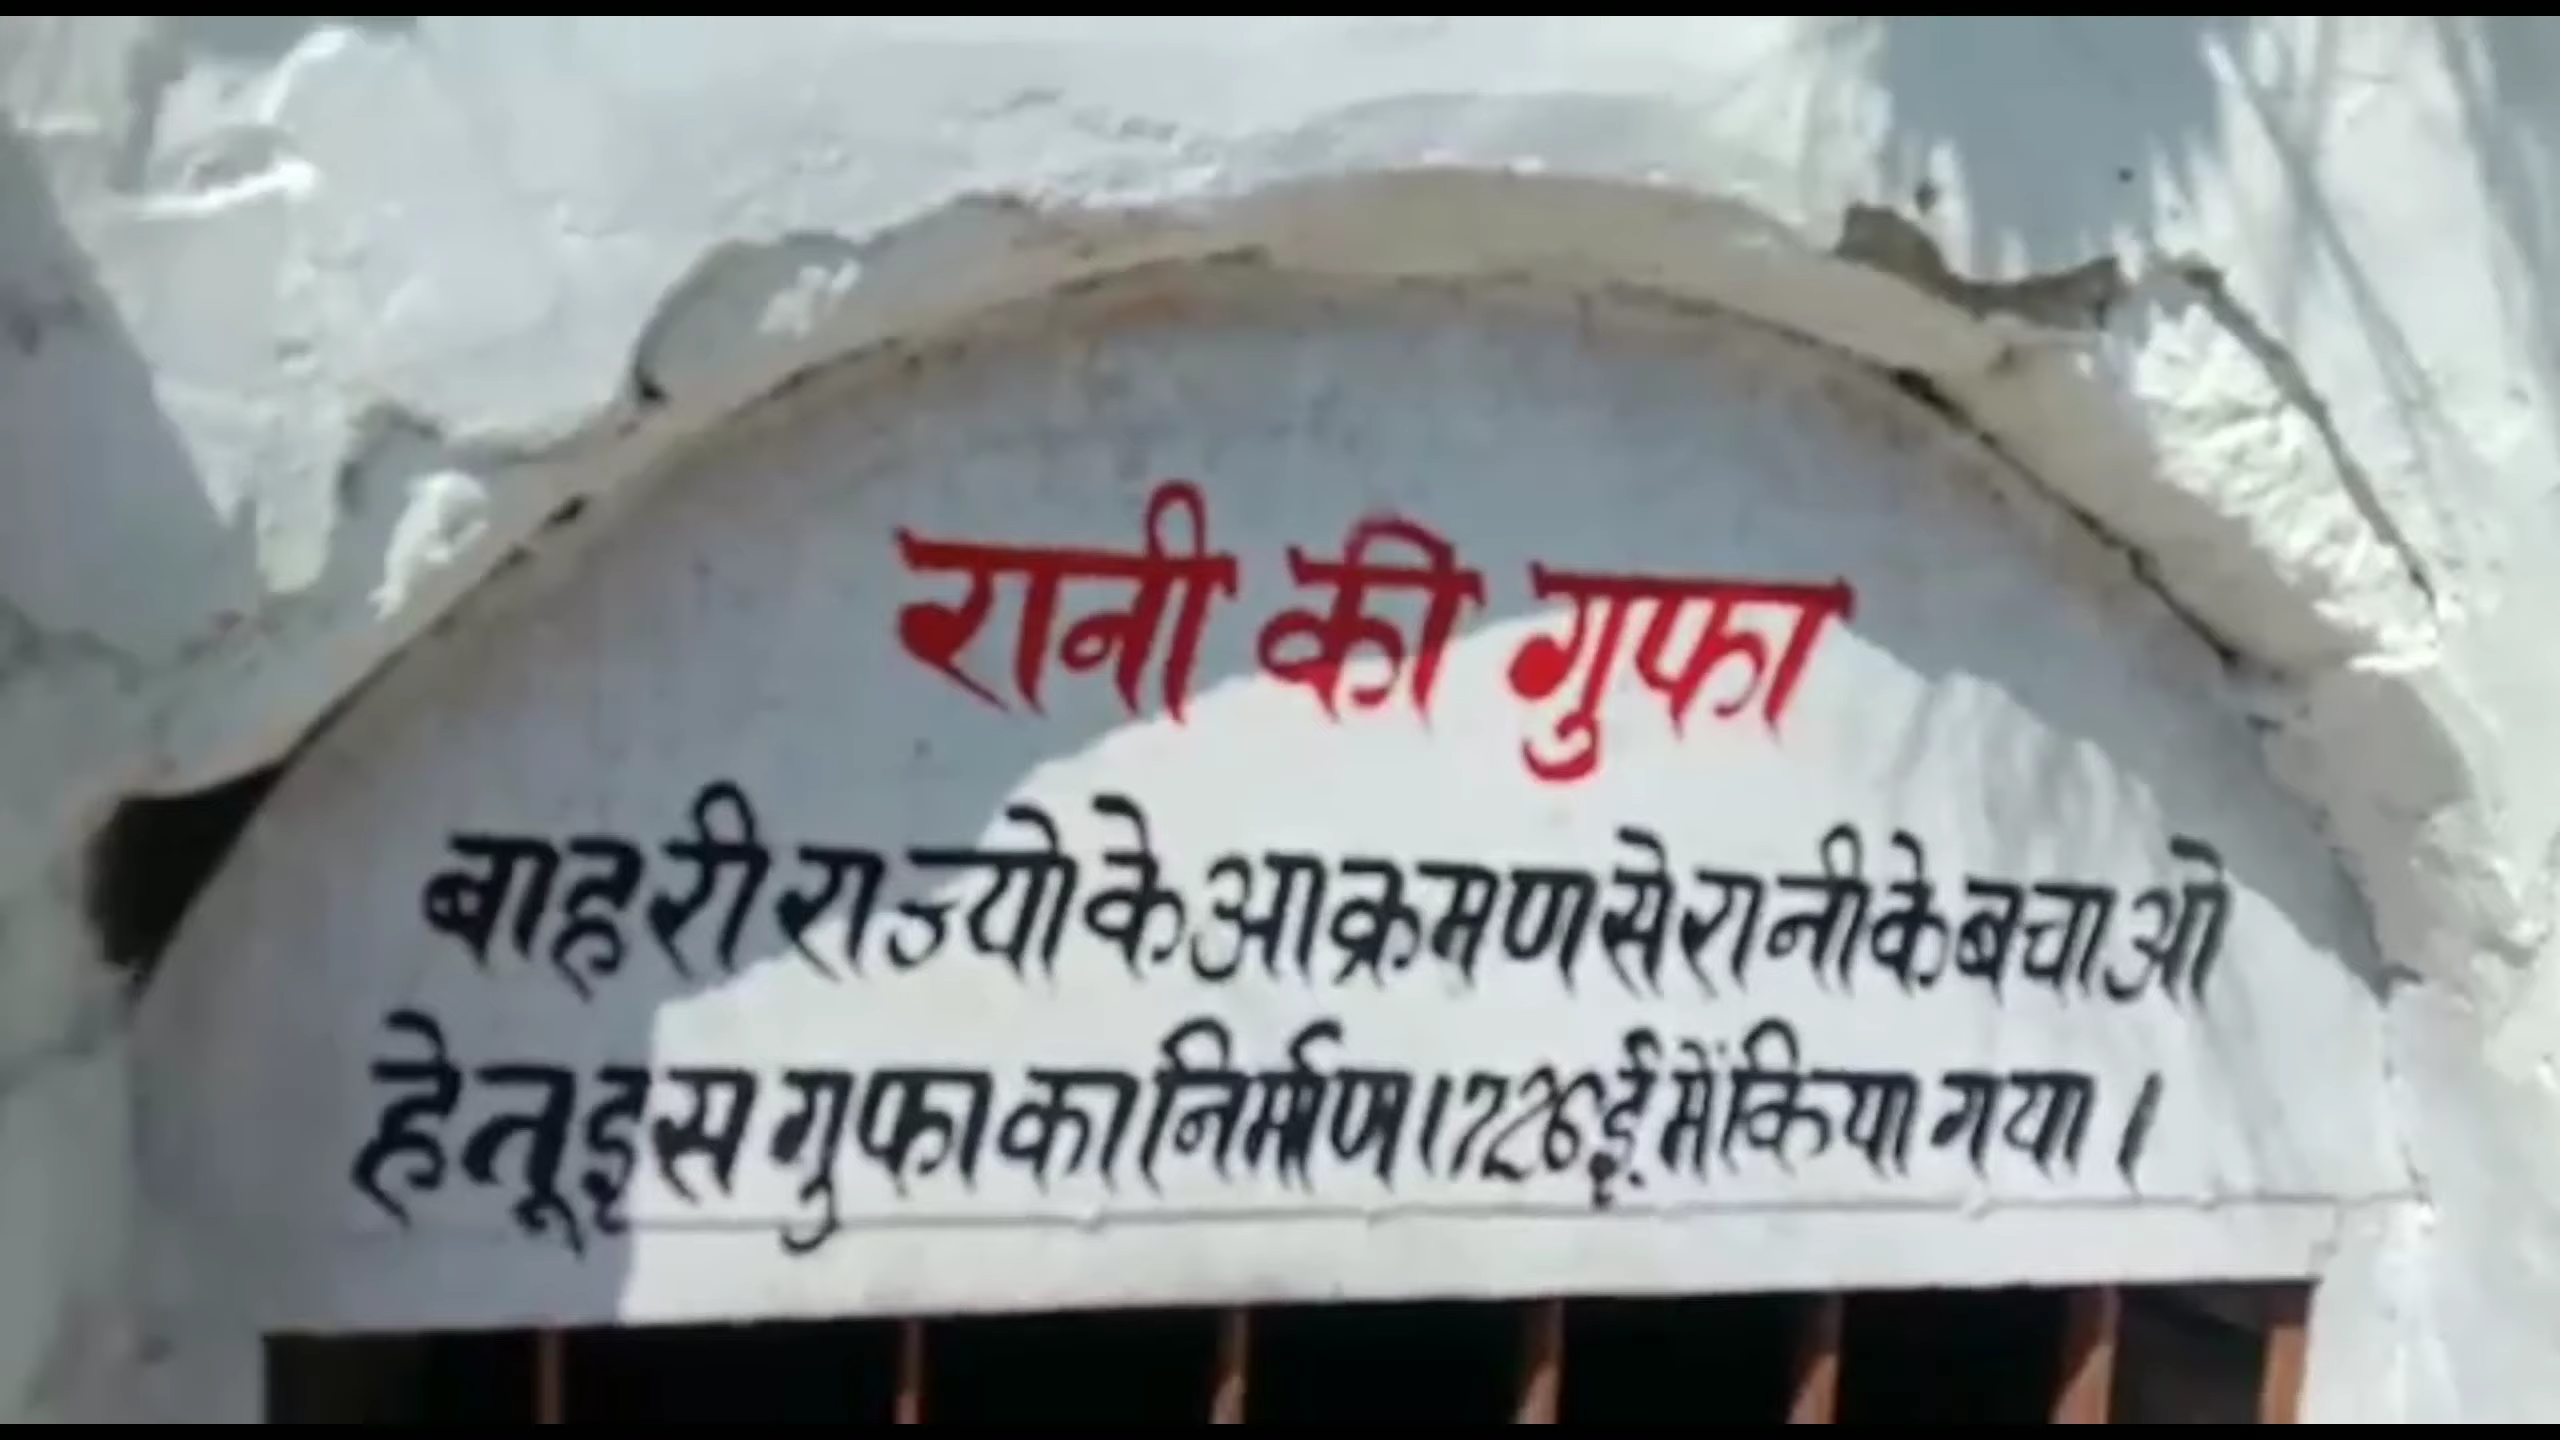 रानी की गुफा
बाहरी राज्यो के आक्रमण से रानी के बचाओ
हेतू इस गुफा का निर्माण 1726 ई. में किया गया ।